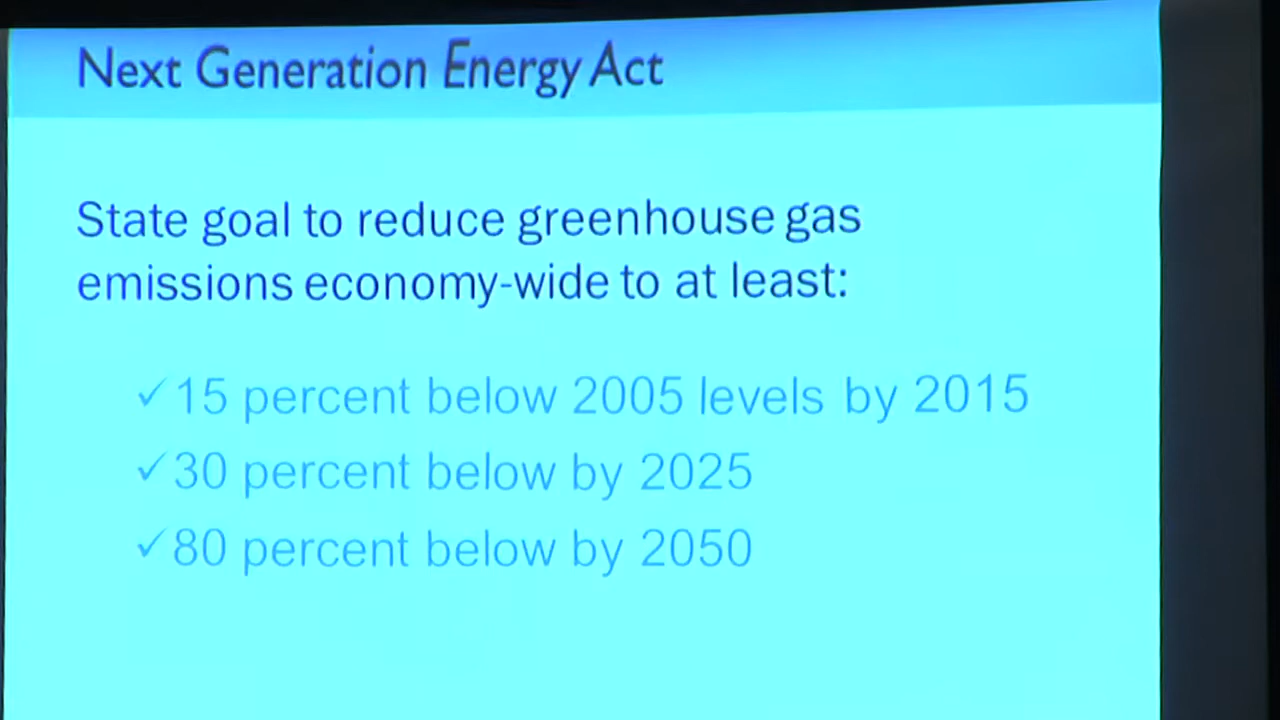 Next Generation Energy Act
State goal to reduce greenhouse gas
emissions economy-wide to at least:
✓15 percent below 2005 levels by 2015
✓30 percent below by 2025
✓80 percent below by 2050